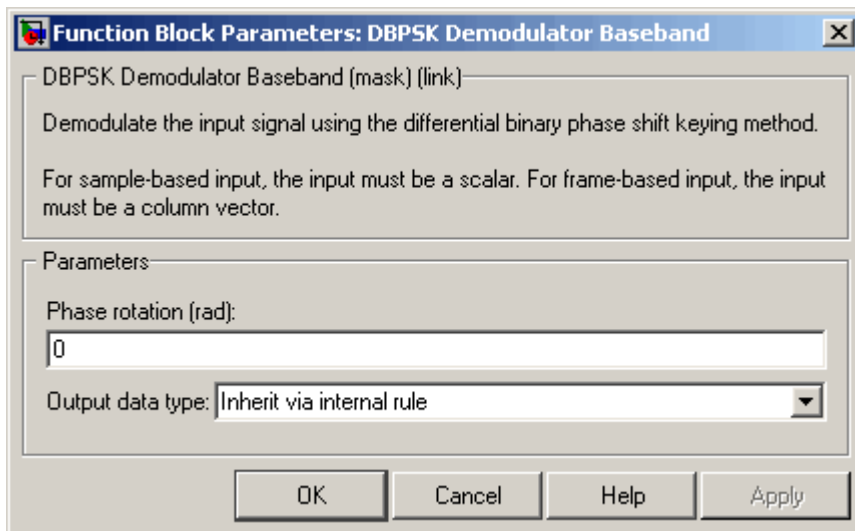 Function Block Parameters: DBPSK Demodulator Baseband
DBPSK Demodulator Baseband (mask) (link)
Demodulate the input signal using the differential binary phase shift keying method.
For sample-based input, the input must be a scalar. For frame-based input, the input
must be a column vector.
Parameters
Phase rotation (rad):
0
Output data type: Inherit via internal rule
OK Cancel Help Apply